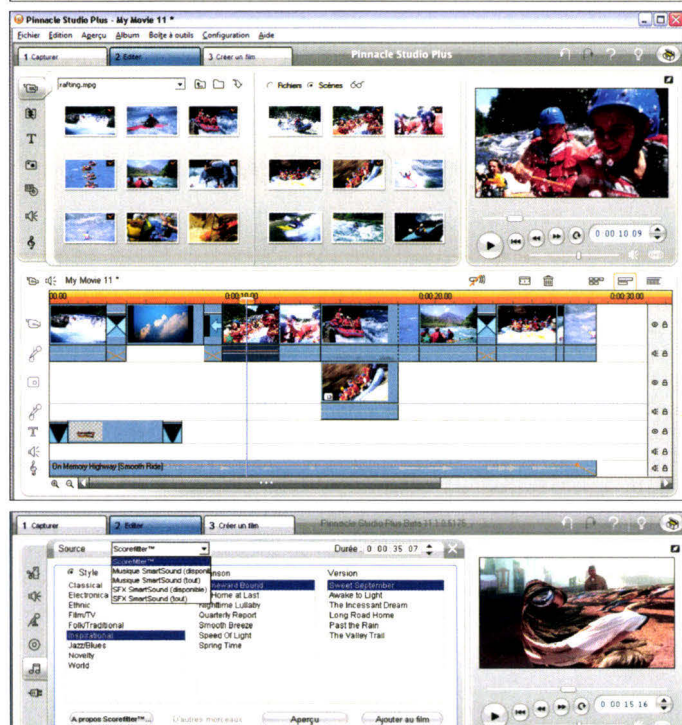 Pinnacle Studio Plus - My Movie 11 *
Fichier Edition Aperçu Album Boîte à outils Configuration Aide
1 Capturer 2 Editer 3 Créer un film Pinnacle Studio Plus
rafting.mpg Fichiers Scènes
0:00:10.09
My Movie 11 *
00.00 0:00:10.00 0:00:20.00 0:00:30.00
T
On Memory Highway [Smooth Ride]
1 Capturer 2 Editer 3 Créer un film Pinnacle Studio Plus
Source Scorefitter™ Durée 0:00:35.07
Scorefitter™
Musique SmartSound (disponible)
Musique SmartSound (tout)
SFX SmartSound (disponible)
SFX SmartSound (tout)
Style Version
Classical Sweet September
Electronica Home at Last Awake to Light
Ethnic Nighttime Lullaby The Incessant Dream
Film/TV Quarterly Report Long Road Home
Folk/Traditional Smooth Breeze Past the Rain
Inspirational Speed Of Light The Valley Trail
Jazz/Blues Spring Time
Novelty
World
0:00:15.16
A propos Scorefitter™... D'autres morceaux Aperçu Ajouter au film